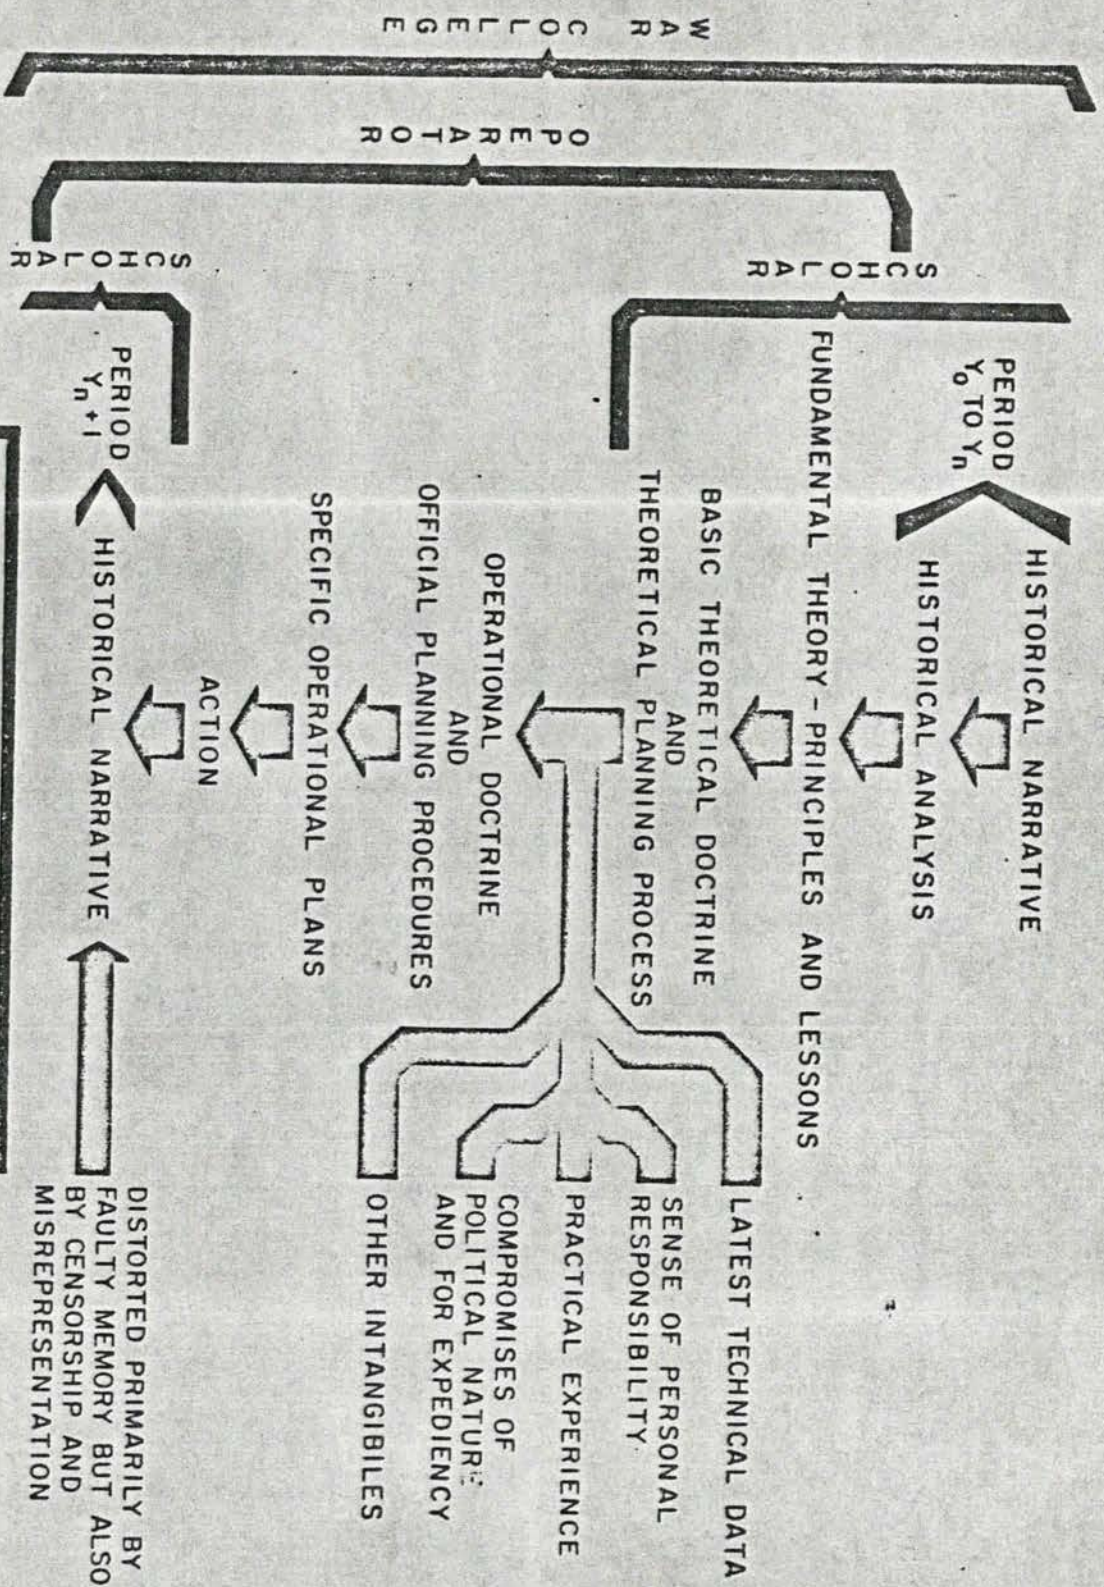 WAR COLLEGE
OPERATOR
SCHOLAR
PERIOD
Y₀ TO Yₙ
HISTORICAL NARRATIVE
HISTORICAL ANALYSIS
FUNDAMENTAL THEORY - PRINCIPLES AND LESSONS
BASIC THEORETICAL DOCTRINE
AND
THEORETICAL PLANNING PROCESS
LATEST TECHNICAL DATA
SENSE OF PERSONAL
RESPONSIBILITY
PRACTICAL EXPERIENCE
COMPROMISES OF
POLITICAL NATURE
AND FOR EXPEDIENCY
OTHER INTANGIBLES
OPERATIONAL DOCTRINE
AND
OFFICIAL PLANNING PROCEDURES
SPECIFIC OPERATIONAL PLANS
ACTION
SCHOLAR
PERIOD
Yₙ + 1
HISTORICAL NARRATIVE
DISTORTED PRIMARILY BY
FAULTY MEMORY BUT ALSO
BY CENSORSHIP AND
MISREPRESENTATION